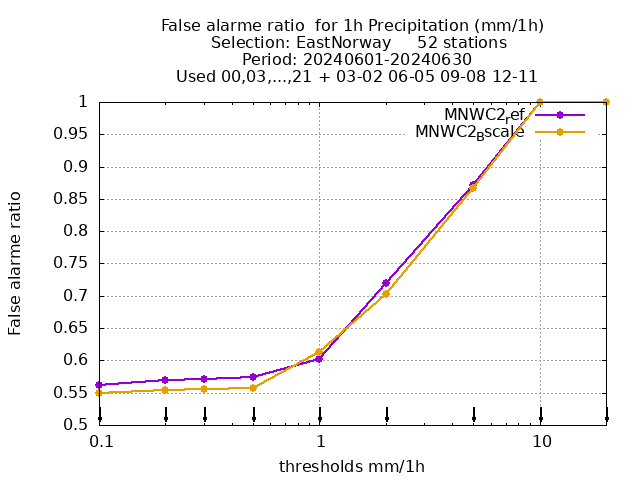 False alarme ratio  for 1h Precipitation (mm/1h)
Selection: EastNorway     52 stations
Period: 20240601-20240630
Used 00,03,...,21 + 03-02 06-05 09-08 12-11
MNWC2ref
MNWC2Bscale
1
0.95
0.9
0.85
0.8
0.75
0.7
0.65
0.6
0.55
0.5
False alarme ratio
0.1
1
10
thresholds mm/1h